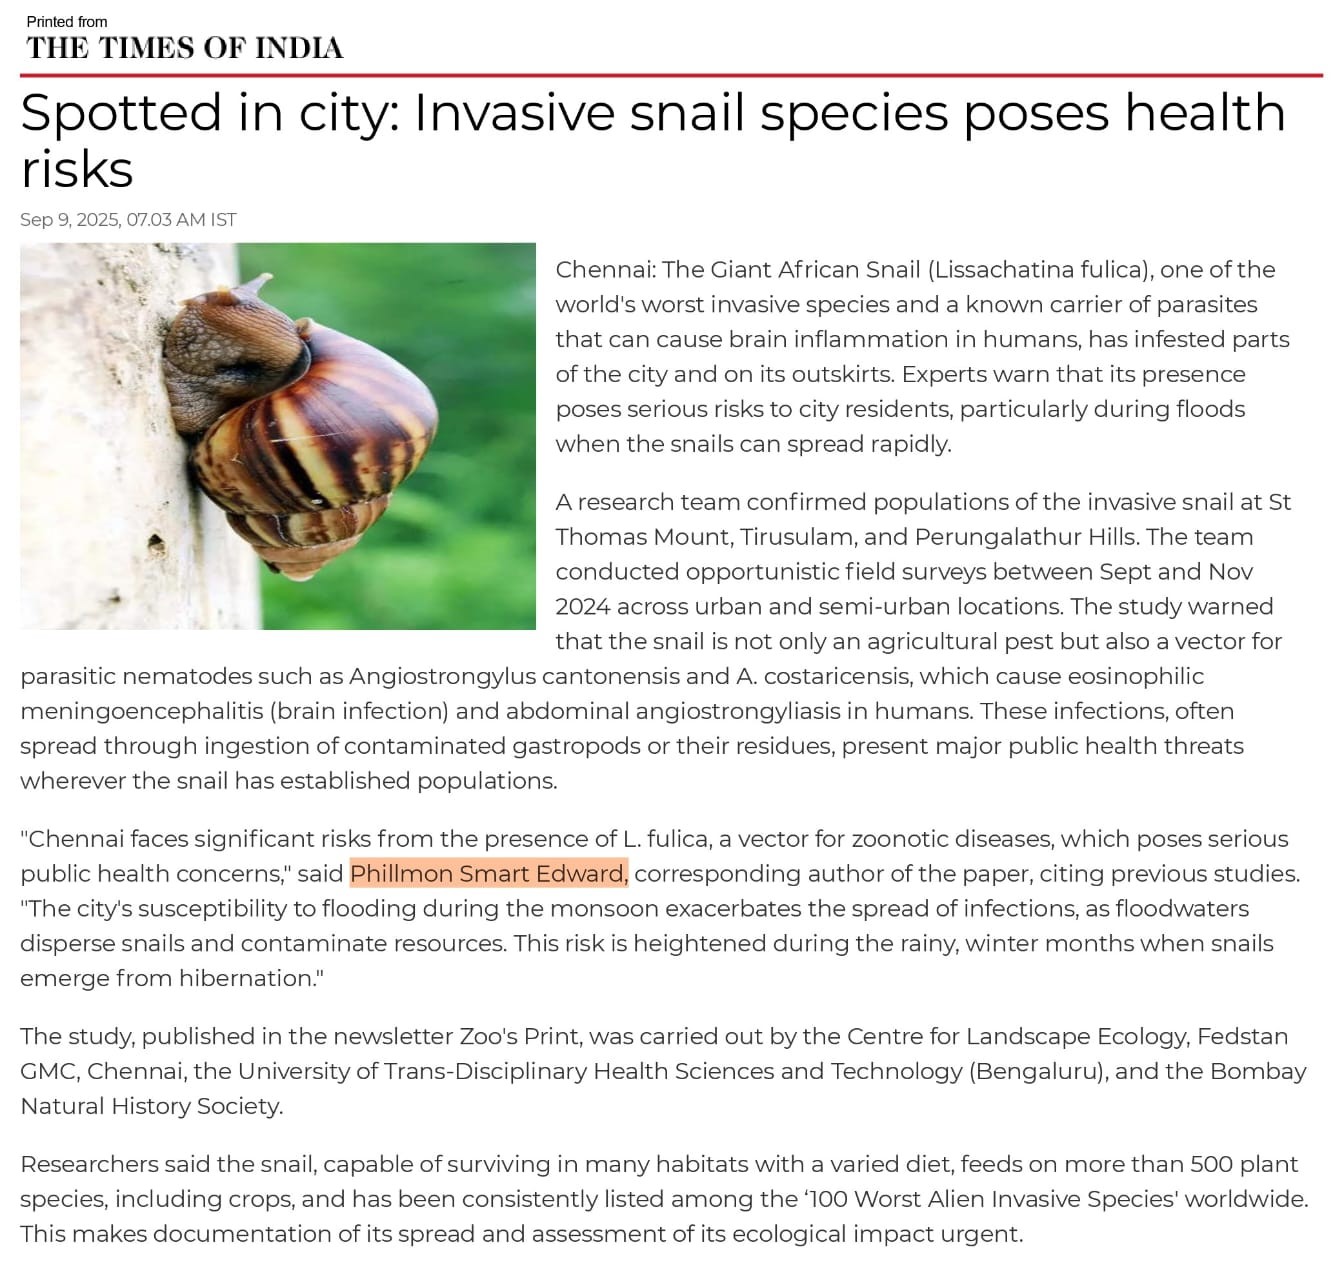 Printed from
THE TIMES OF INDIA
Spotted in city: Invasive snail species poses health
risks
Sep 9, 2025, 07.03 AM IST
Chennai: The Giant African Snail (Lissachatina fulica), one of the
world's worst invasive species and a known carrier of parasites
that can cause brain inflammation in humans, has infested parts
of the city and on its outskirts. Experts warn that its presence
poses serious risks to city residents, particularly during floods
when the snails can spread rapidly.
A research team confirmed populations of the invasive snail at St
Thomas Mount, Tirusulam, and Perungalathur Hills. The team
conducted opportunistic field surveys between Sept and Nov
2024 across urban and semi-urban locations. The study warned
that the snail is not only an agricultural pest but also a vector for
parasitic nematodes such as Angiostrongylus cantonensis and A. costaricensis, which cause eosinophilic
meningoencephalitis (brain infection) and abdominal angiostrongyliasis in humans. These infections, often
spread through ingestion of contaminated gastropods or their residues, present major public health threats
wherever the snail has established populations.
"Chennai faces significant risks from the presence of L. fulica, a vector for zoonotic diseases, which poses serious
public health concerns," said Phillmon Smart Edward, corresponding author of the paper, citing previous studies.
"The city's susceptibility to flooding during the monsoon exacerbates the spread of infections, as floodwaters
disperse snails and contaminate resources. This risk is heightened during the rainy, winter months when snails
emerge from hibernation."
The study, published in the newsletter Zoo's Print, was carried out by the Centre for Landscape Ecology, Fedstan
GMC, Chennai, the University of Trans-Disciplinary Health Sciences and Technology (Bengaluru), and the Bombay
Natural History Society.
Researchers said the snail, capable of surviving in many habitats with a varied diet, feeds on more than 500 plant
species, including crops, and has been consistently listed among the ‘100 Worst Alien Invasive Species' worldwide.
This makes documentation of its spread and assessment of its ecological impact urgent.